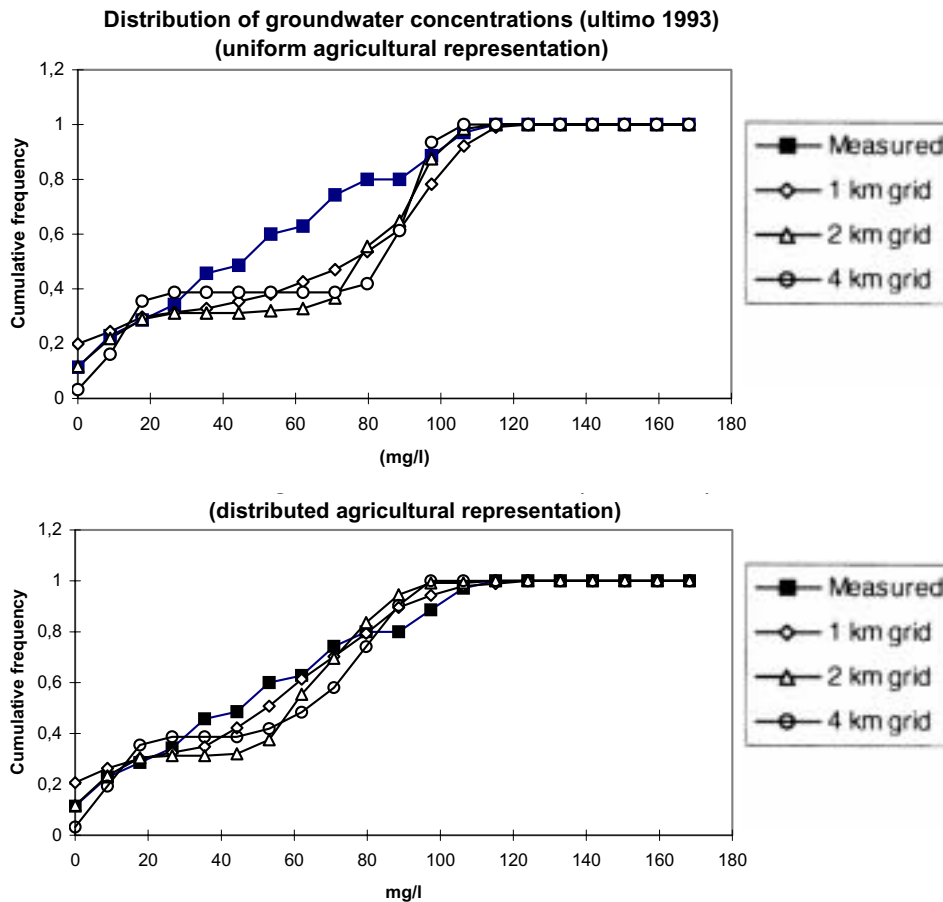 Distribution of groundwater concentrations (ultimo 1993)
(uniform agricultural representation)
1,2
1
0,8
0,6
0,4
0,2
0
Cumulative frequency
0 20 40 60 80 100 120 140 160 180
(mg/l)
Measured
1 km grid
2 km grid
4 km grid
(distributed agricultural representation)
1,2
1
0,8
0,6
0,4
0,2
0
Cumulative frequency
0 20 40 60 80 100 120 140 160 180
mg/l
Measured
1 km grid
2 km grid
4 km grid